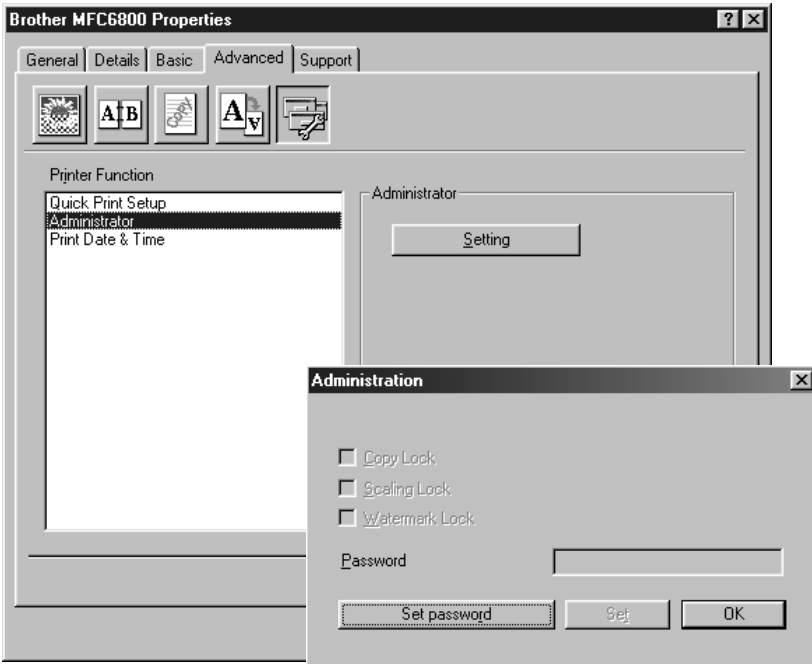 Brother MFC6800 Properties
General Details Basic Advanced Support
A B COPY A A
Printer Function
Quick Print Setup
Administrator
Print Date & Time
Administrator
Setting
Administration
Copy Lock
Scaling Lock
Watermark Lock
Password
Set password Set OK